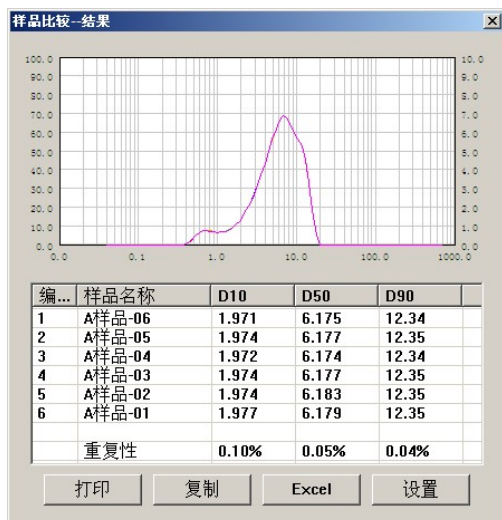 样品比较--结果
100.0 10.0
90.0 9.0
80.0 8.0
70.0 7.0
60.0 6.0
50.0 5.0
40.0 4.0
30.0 3.0
20.0 2.0
10.0 1.0
0.0 0.0
0.0 0.1 1.0 10.0 100.0 1000.0
编... 样品名称 D10 D50 D90
1 A样品-06 1.971 6.175 12.34
2 A样品-05 1.974 6.177 12.35
3 A样品-04 1.972 6.174 12.34
4 A样品-03 1.974 6.177 12.35
5 A样品-02 1.974 6.183 12.35
6 A样品-01 1.977 6.179 12.35
重复性 0.10% 0.05% 0.04%
打印 复制 Excel 设置